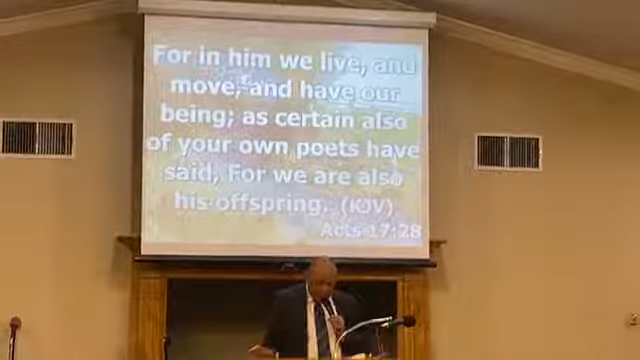 For in him we live, and
move, and have our
being; as certain also
of your own poets have
said, For we are also
his offspring. (KJV)
Acts 17:28